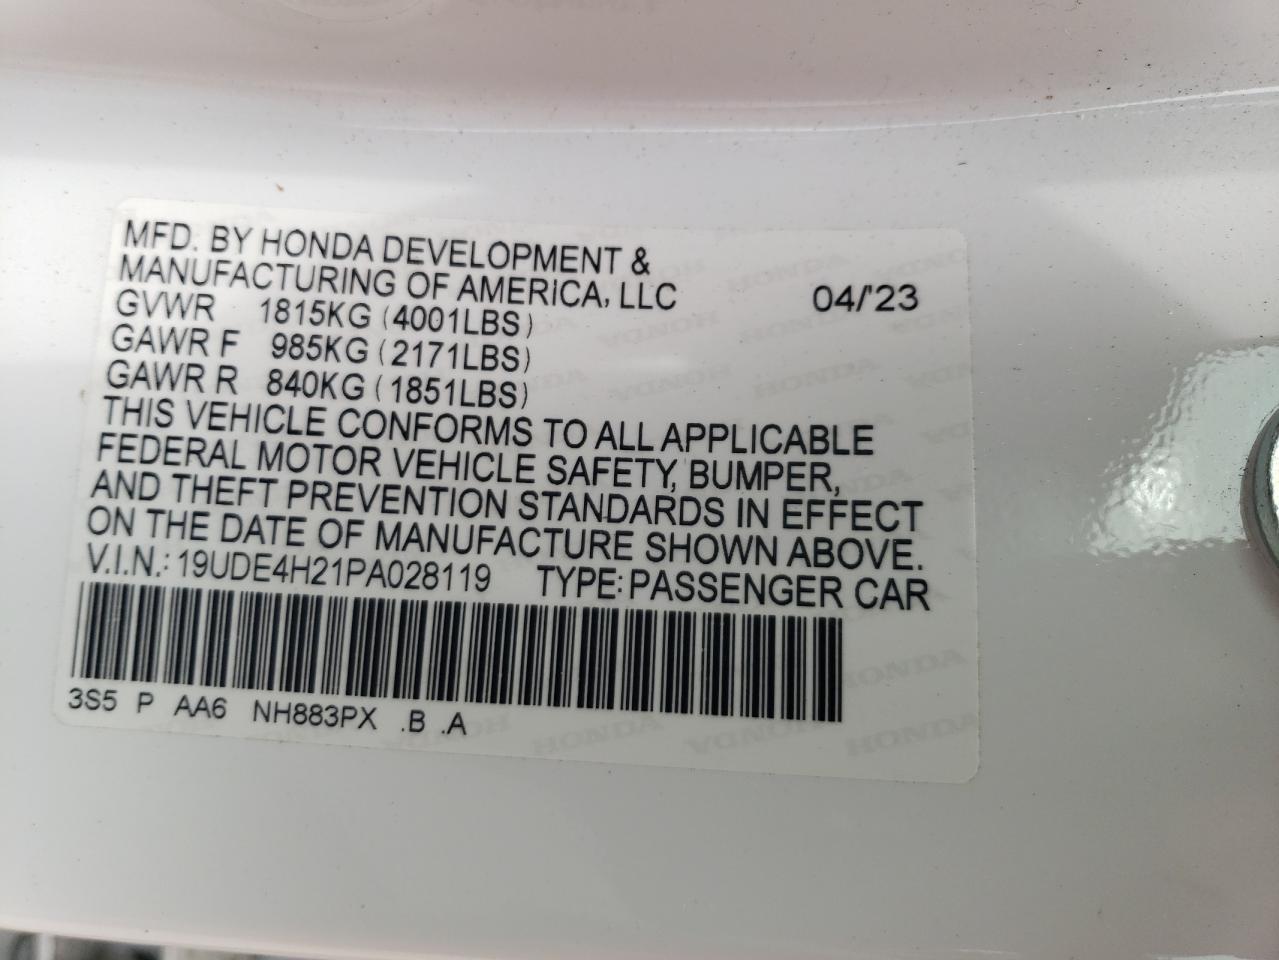 MFD. BY HONDA DEVELOPMENT &
MANUFACTURING OF AMERICA, LLC 04/'23
GVWR 1815KG (4001LBS)
GAWR F 985KG (2171LBS)
GAWR R 840KG (1851LBS)
THIS VEHICLE CONFORMS TO ALL APPLICABLE
FEDERAL MOTOR VEHICLE SAFETY, BUMPER,
AND THEFT PREVENTION STANDARDS IN EFFECT
ON THE DATE OF MANUFACTURE SHOWN ABOVE.
V.I.N.: 19UDE4H21PA028119 TYPE: PASSENGER CAR
3S5 P AA6 NH883PX .B .A